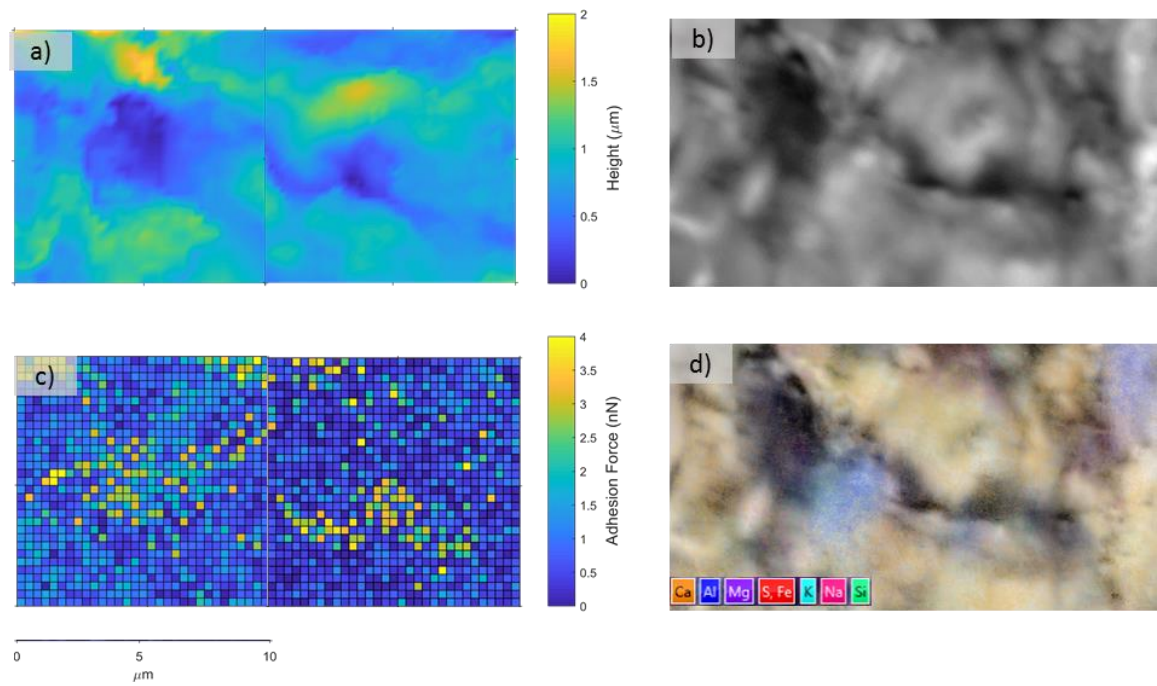 a)
2
1.5
1
0.5
0
Height (μm)
b)
c)
4
3.5
3
2.5
2
1.5
1
0.5
0
Adhesion Force (nN)
0 5 10
μm
d)
Ca Al Mg S, Fe K Na Si